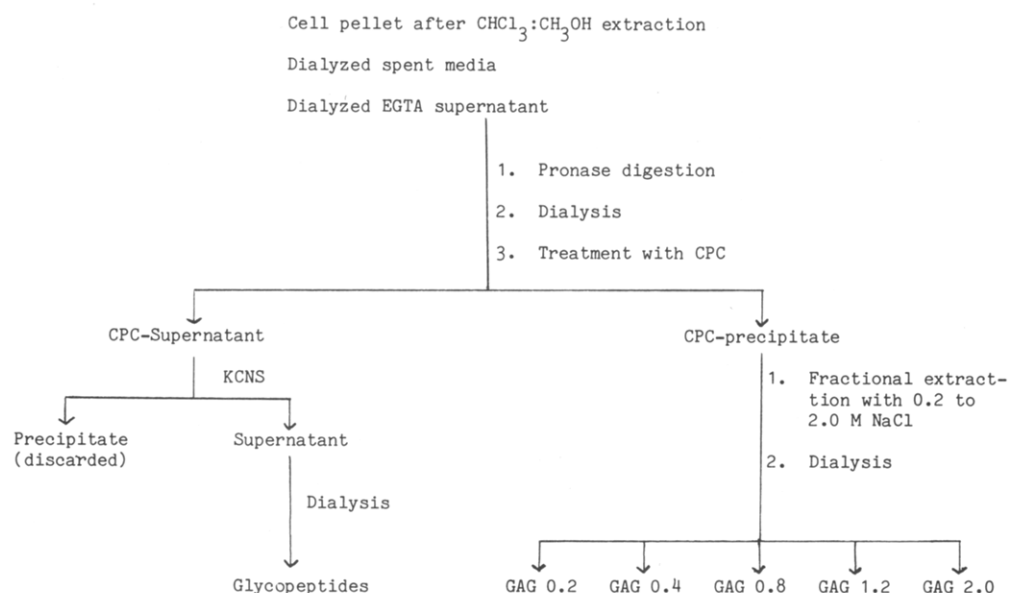 Cell pellet after CHCl3:CH3OH extraction
Dialyzed spent media
Dialyzed EGTA supernatant
1. Pronase digestion
2. Dialysis
3. Treatment with CPC
CPC-Supernatant
KCNS
Precipitate
(discarded)
Supernatant
Dialysis
Glycopeptides
CPC-precipitate
1. Fractional extract-
tion with 0.2 to
2.0 M NaCl
2. Dialysis
GAG 0.2 GAG 0.4 GAG 0.8 GAG 1.2 GAG 2.0